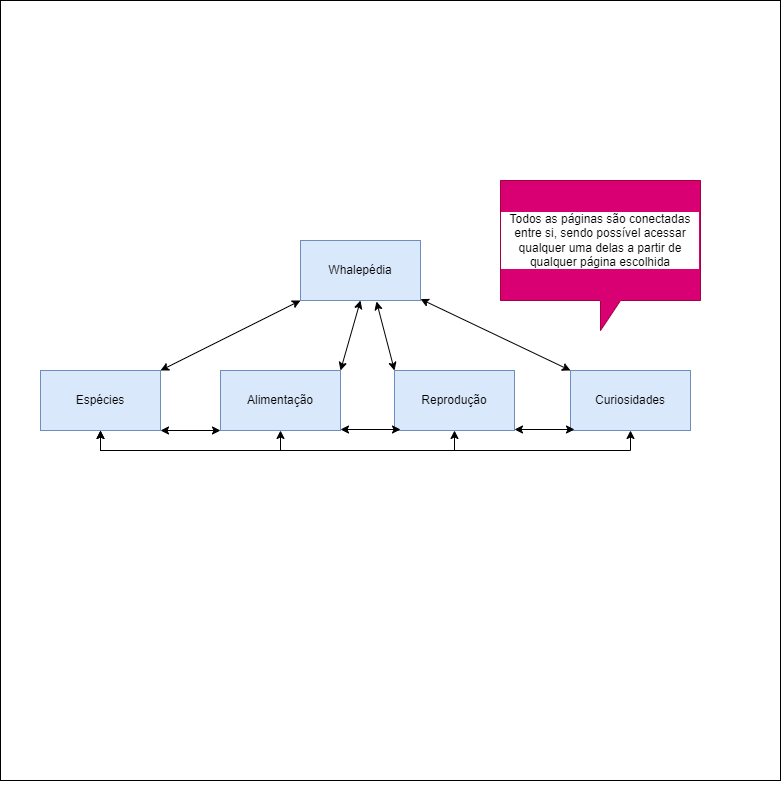 Todos as páginas são conectadas
entre si, sendo possível acessar
qualquer uma delas a partir de
qualquer página escolhida
Whalepédia
Espécies
Alimentação
Reprodução
Curiosidades